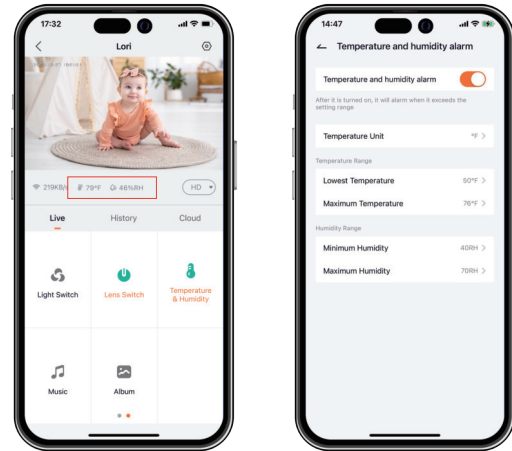 17:32
Lori
219KB/s 79°F 46%RH HD
Live History Cloud
Light Switch Lens Switch Temperature
& Humidity
Music Album
14:47
Temperature and humidity alarm
Temperature and humidity alarm
After it is turned on, it will alarm when it exceeds the
setting range
Temperature Unit °F >
Temperature Range
Lowest Temperature 50°F >
Maximum Temperature 76°F >
Humidity Range
Minimum Humidity 40RH >
Maximum Humidity 70RH >